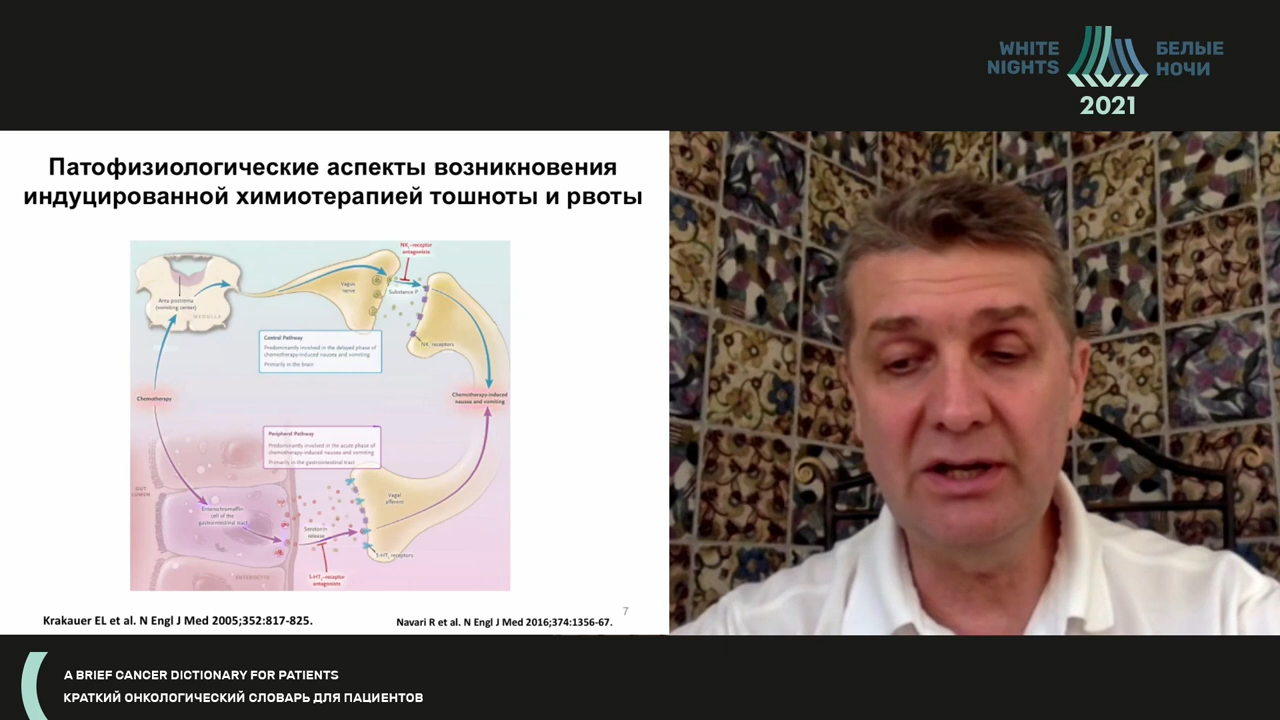 WHITE
NIGHTS
БЕЛЫЕ
НОЧИ
2021
Патофизиологические аспекты возникновения
индуцированной химиотерапией тошноты и рвоты
NK₁-receptor
antagonists
Vagus
nerve
Substance P
Area postrema
(vomiting center)
MEDULLA
NK₁ receptors
Central Pathway
Predominantly involved in the delayed phase of
chemotherapy-induced nausea and vomiting
Primarily in the brain
Chemotherapy
Chemotherapy-induced
nausea and vomiting
Peripheral Pathway
Predominantly involved in the acute phase of
chemotherapy-induced nausea and vomiting
Primarily in the gastrointestinal tract
GUT
LUMEN
Vagal
afferent
Enterochromaffin
cell of the
gastrointestinal tract
Serotonin
release
5-HT₃ receptors
5-HT₃-receptor
antagonists
Krakauer EL et al. N Engl J Med 2005;352:817-825.
Navari R et al. N Engl J Med 2016;374:1356-67.
7
A BRIEF CANCER DICTIONARY FOR PATIENTS
КРАТКИЙ ОНКОЛОГИЧЕСКИЙ СЛОВАРЬ ДЛЯ ПАЦИЕНТОВ